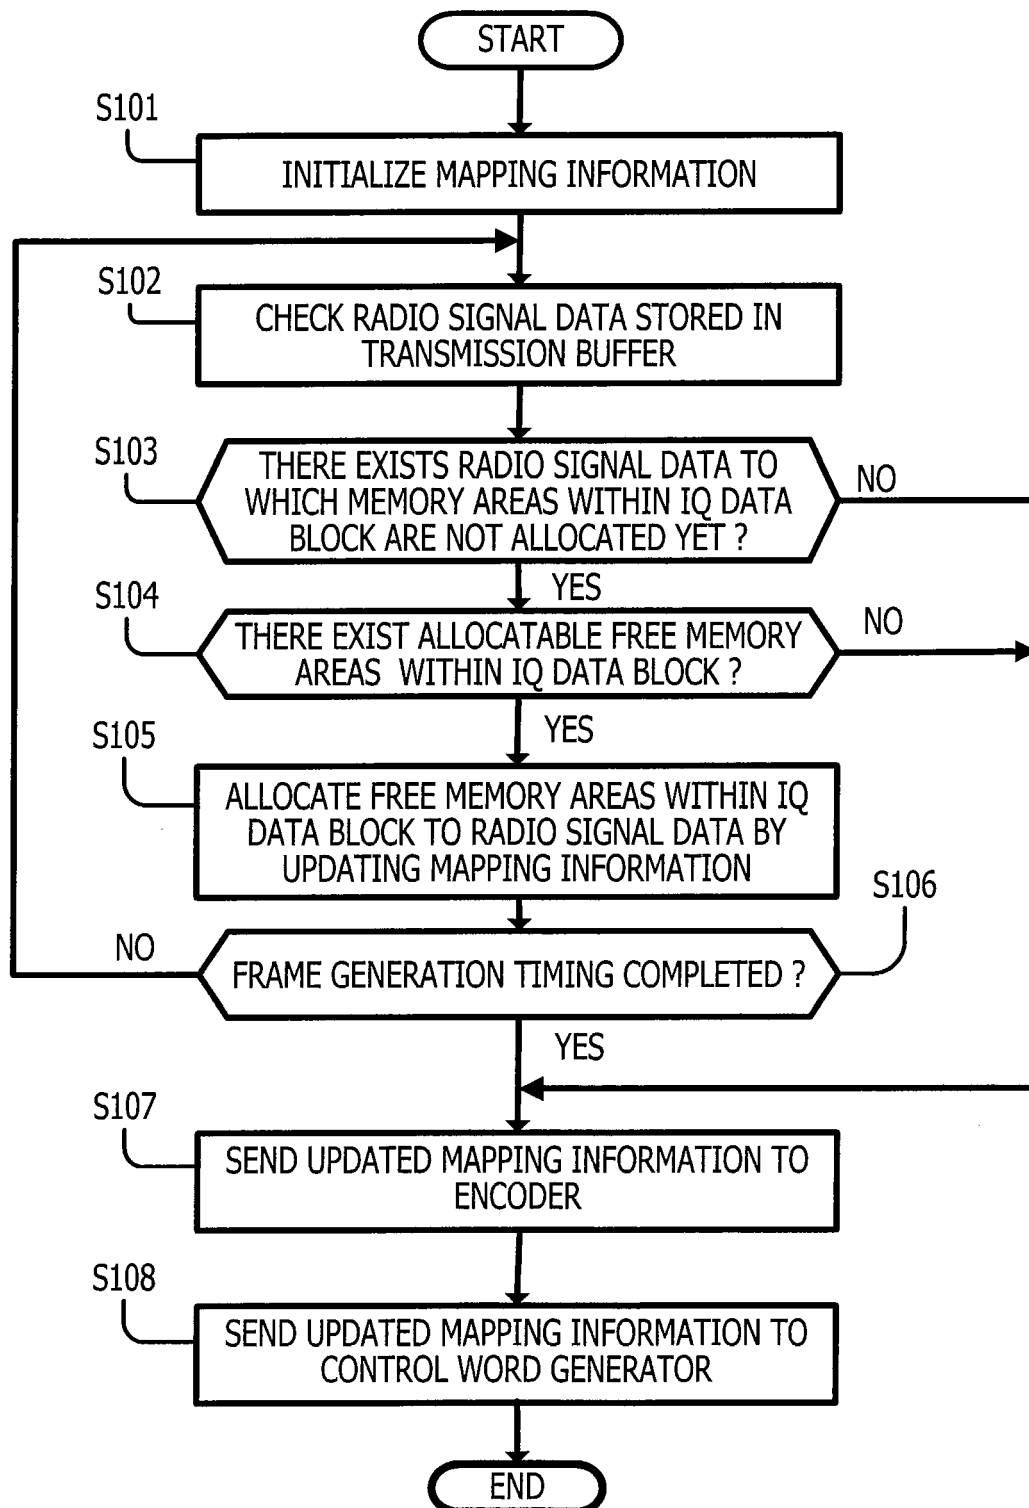 START
S101
INITIALIZE MAPPING INFORMATION
S102
CHECK RADIO SIGNAL DATA STORED IN
TRANSMISSION BUFFER
S103
THERE EXISTS RADIO SIGNAL DATA TO
WHICH MEMORY AREAS WITHIN IQ DATA
BLOCK ARE NOT ALLOCATED YET ?
NO
YES
S104
THERE EXIST ALLOCATABLE FREE MEMORY
AREAS WITHIN IQ DATA BLOCK ?
NO
YES
S105
ALLOCATE FREE MEMORY AREAS WITHIN IQ
DATA BLOCK TO RADIO SIGNAL DATA BY
UPDATING MAPPING INFORMATION
S106
NO
FRAME GENERATION TIMING COMPLETED ?
YES
S107
SEND UPDATED MAPPING INFORMATION TO
ENCODER
S108
SEND UPDATED MAPPING INFORMATION TO
CONTROL WORD GENERATOR
END